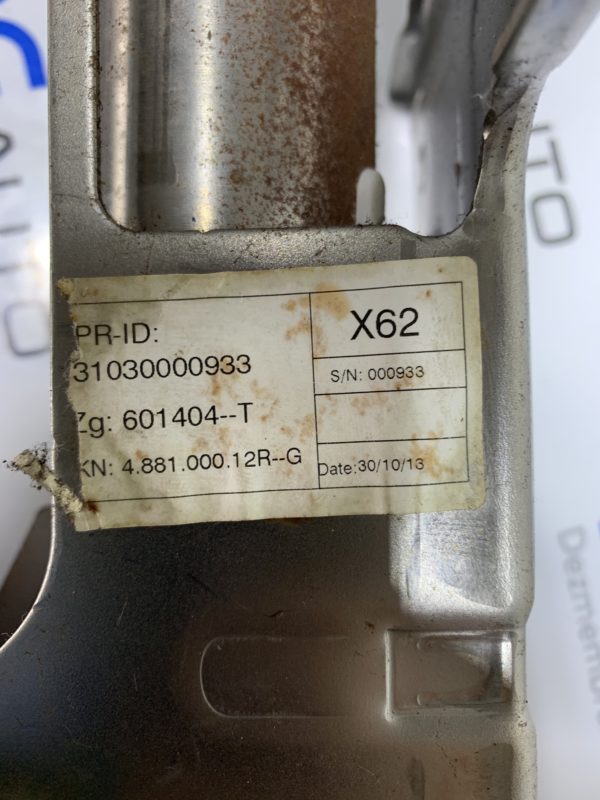 PR-ID:
31030000933
Zg: 601404--T
KN: 4.881.000.12R--G
X62
S/N: 000933
Date:30/10/13